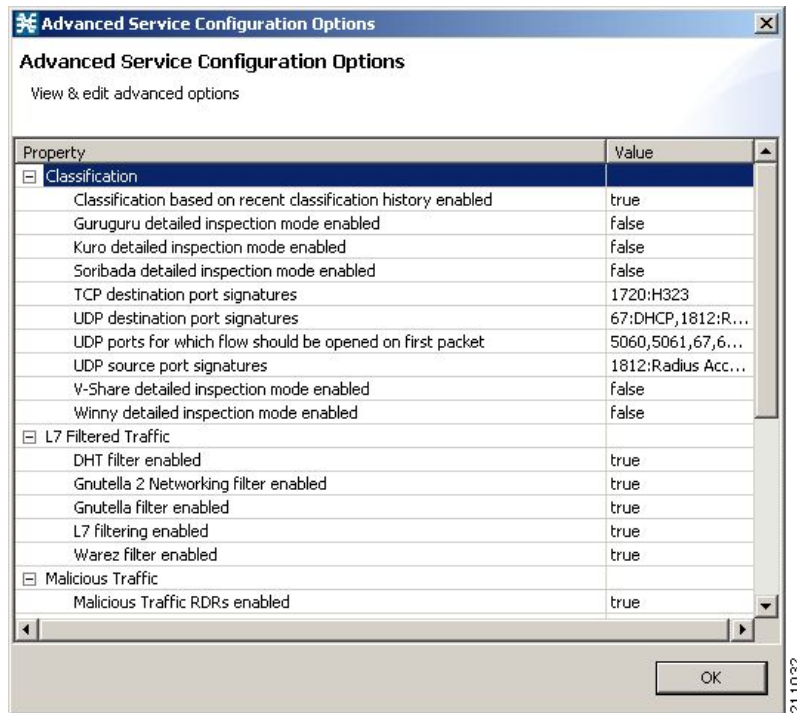 Advanced Service Configuration Options
Advanced Service Configuration Options
View & edit advanced options
Property Value
Classification
Classification based on recent classification history enabled true
Guruguru detailed inspection mode enabled false
Kuro detailed inspection mode enabled false
Soribada detailed inspection mode enabled false
TCP destination port signatures 1720:H323
UDP destination port signatures 67:DHCP,1812:R...
UDP ports for which flow should be opened on first packet 5060,5061,67,6...
UDP source port signatures 1812:Radius Acc...
V-Share detailed inspection mode enabled false
Winny detailed inspection mode enabled false
L7 Filtered Traffic
DHT filter enabled true
Gnutella 2 Networking filter enabled true
Gnutella filter enabled true
L7 filtering enabled true
Warez filter enabled true
Malicious Traffic
Malicious Traffic RDRs enabled true
OK
211032